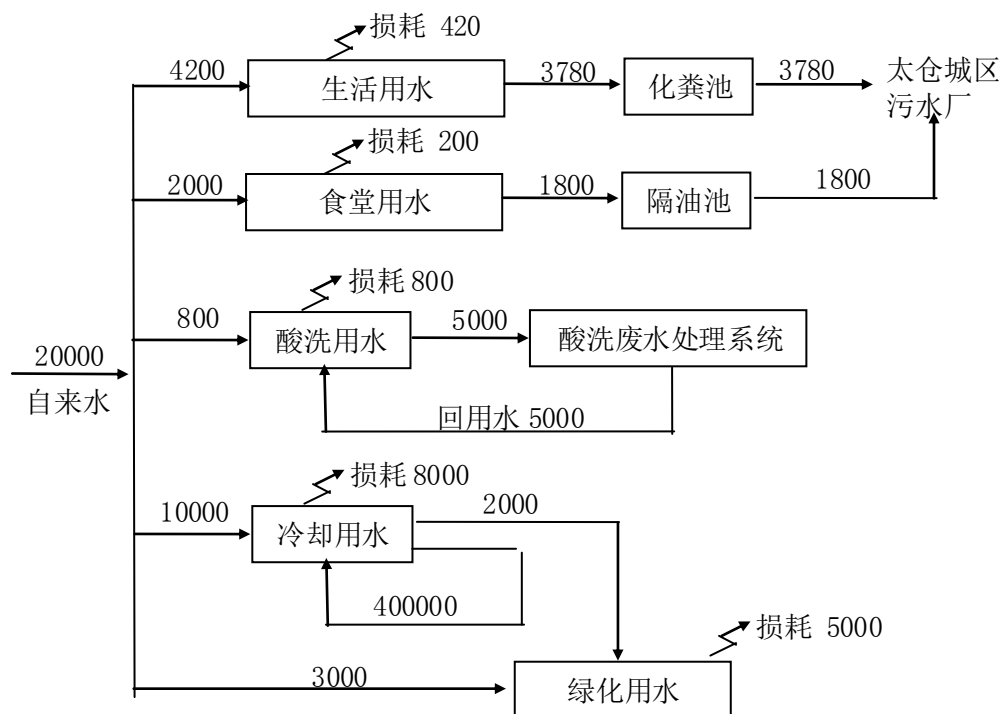 损耗 420
4200
生活用水
3780
化粪池
3780
太仓城区
污水厂
损耗 200
2000
食堂用水
1800
隔油池
1800
损耗 800
800
酸洗用水
5000
酸洗废水处理系统
20000
自来水
回用水 5000
损耗 8000
10000
冷却用水
2000
400000
损耗 5000
3000
绿化用水